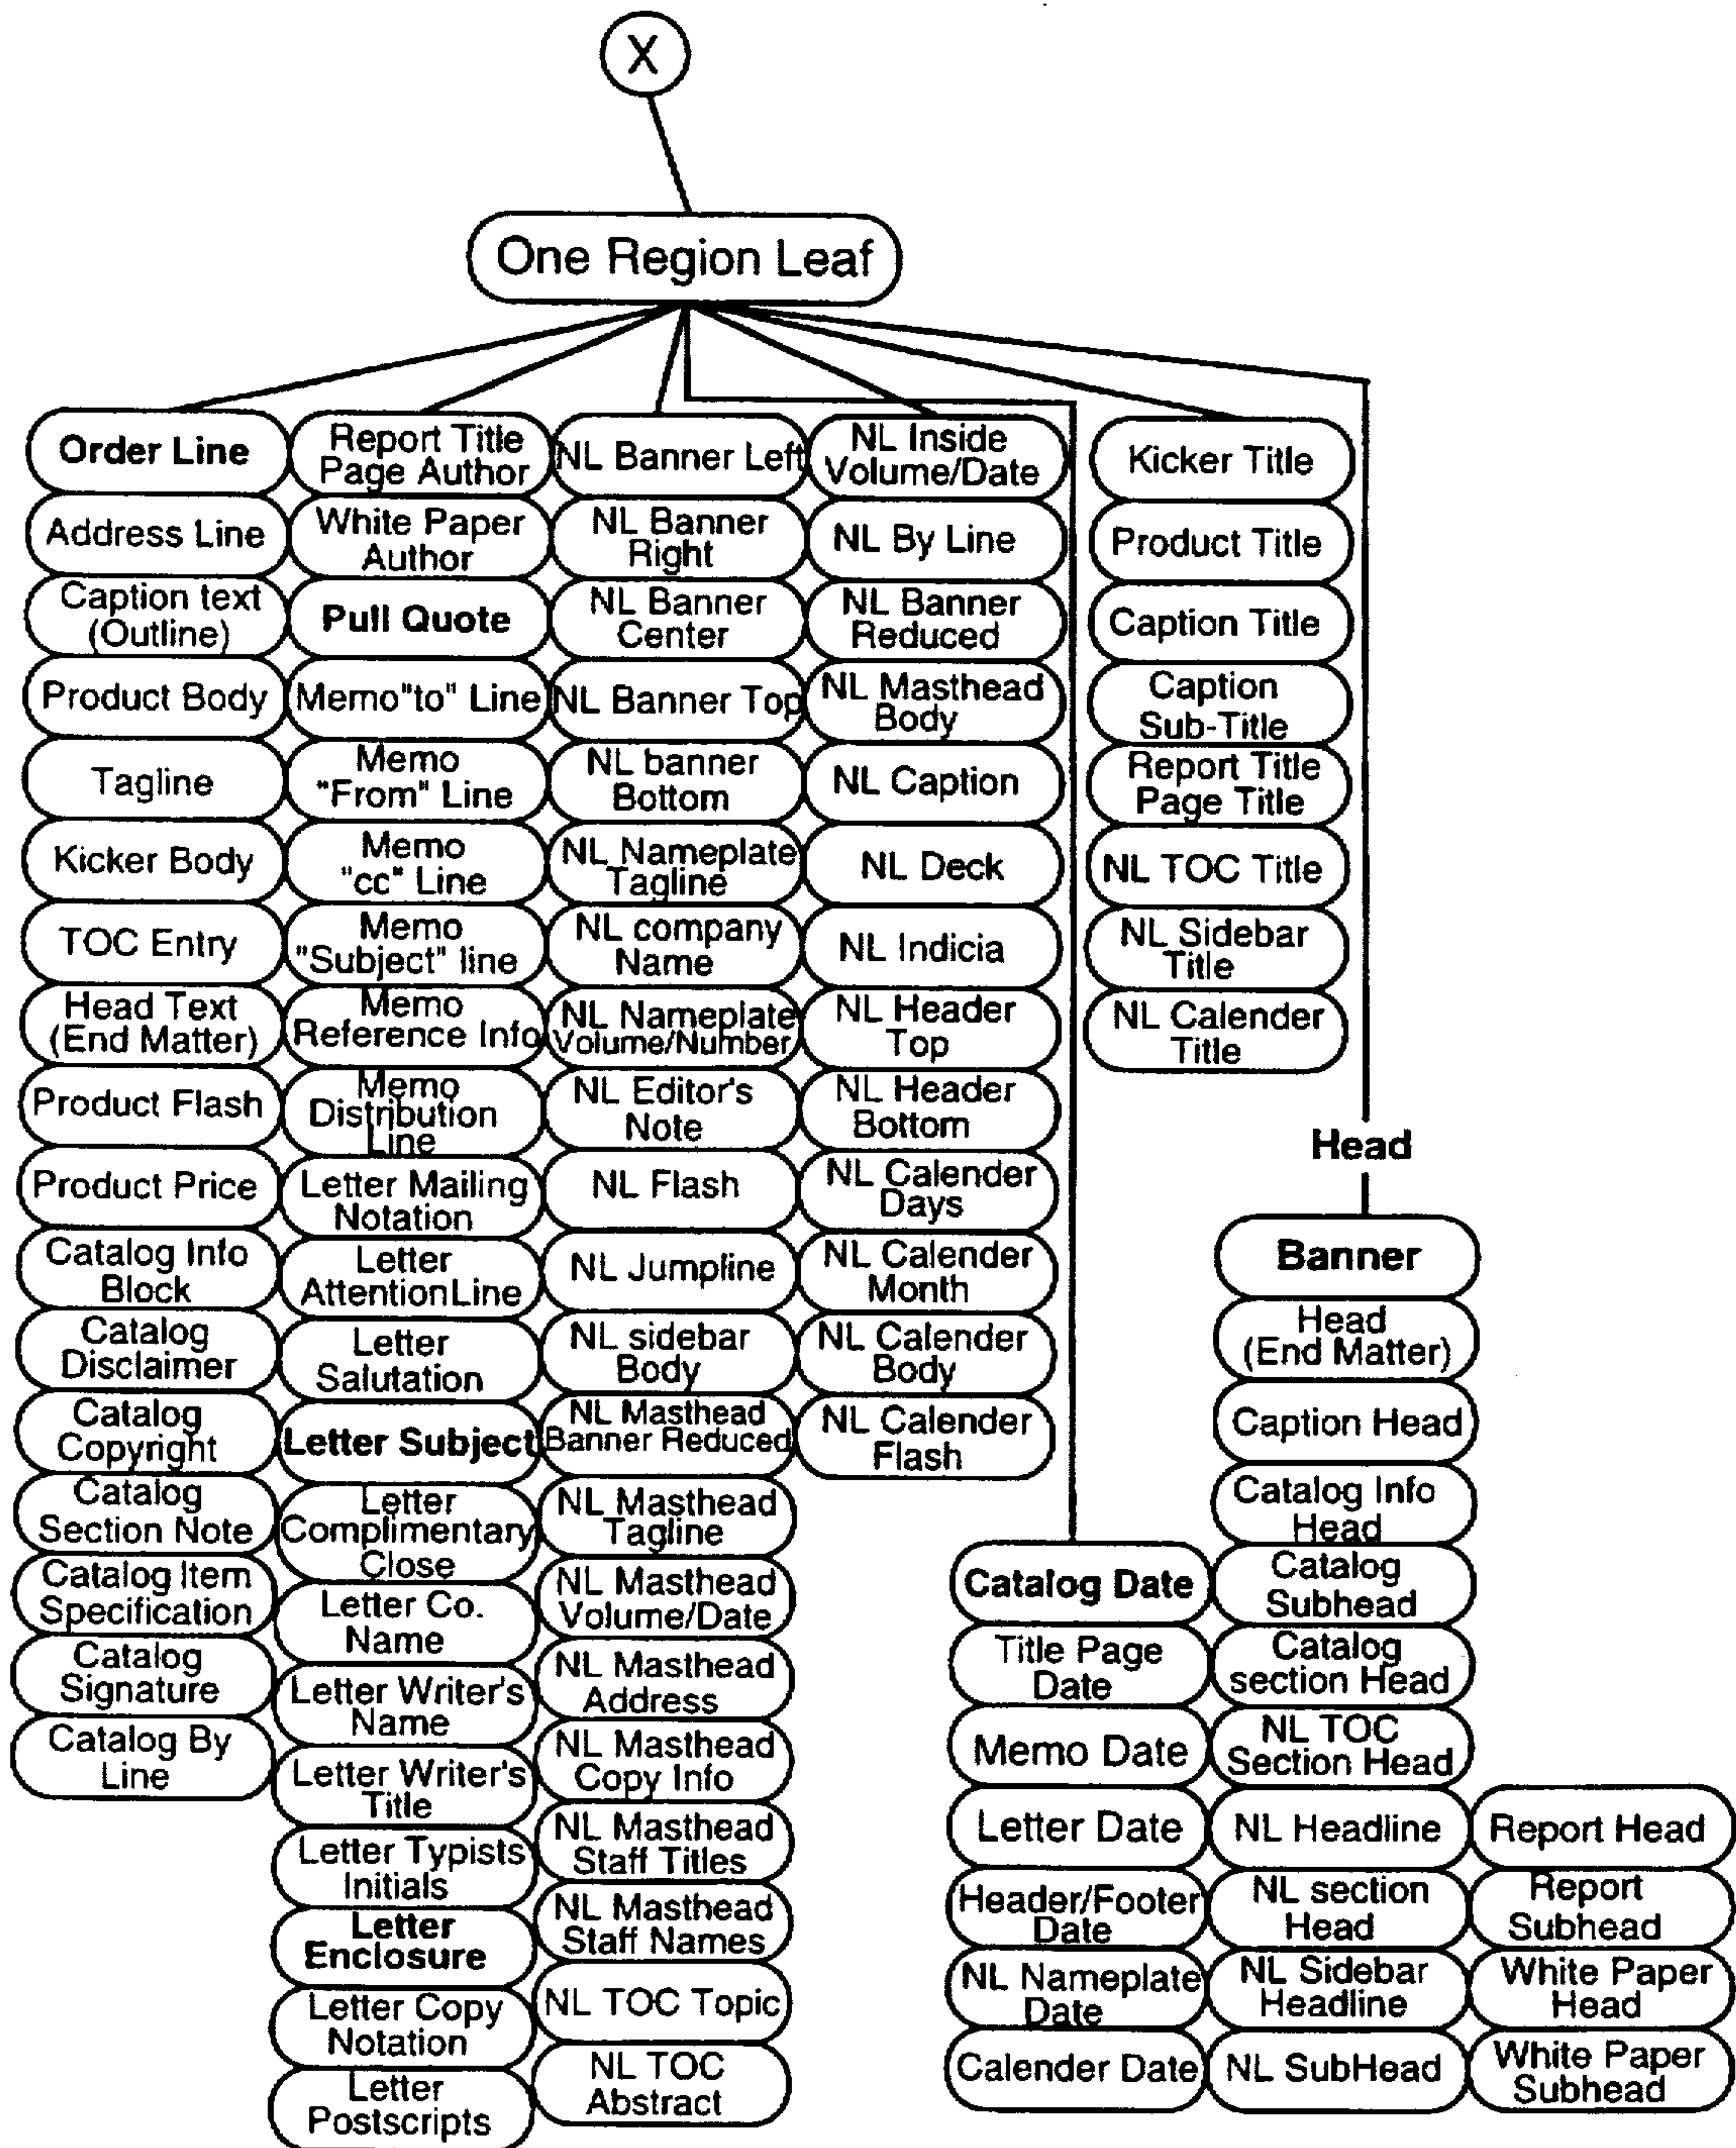 X
One Region Leaf
Order Line
Address Line
Caption text
(Outline)
Product Body
Tagline
Kicker Body
TOC Entry
Head Text
(End Matter)
Product Flash
Product Price
Catalog Info
Block
Catalog
Disclaimer
Catalog
Copyright
Catalog
Section Note
Catalog Item
Specification
Catalog
Signature
Catalog By
Line
Report Title
Page Author
White Paper
Author
Pull Quote
Memo"to" Line
Memo
"From" Line
Memo
"cc" Line
Memo
"Subject" line
Memo
Reference Info
Memo
Distribution
Line
Letter Mailing
Notation
Letter
AttentionLine
Letter
Salutation
Letter Subject
Letter
Complimentary
Close
Letter Co.
Name
Letter Writer's
Name
Letter Writer's
Title
Letter Typists
Initials
Letter
Enclosure
Letter Copy
Notation
Letter
Postscripts
NL Banner Left
NL Banner
Right
NL Banner
Center
NL Banner Top
NL banner
Bottom
NL Nameplate
Tagline
NL company
Name
NL Nameplate
Volume/Number
NL Editor's
Note
NL Flash
NL Jumpline
NL sidebar
Body
NL Masthead
Banner Reduced
NL Masthead
Tagline
NL Masthead
Volume/Date
NL Masthead
Address
NL Masthead
Copy Info
NL Masthead
Staff Titles
NL Masthead
Staff Names
NL TOC Topic
NL TOC
Abstract
NL Inside
Volume/Date
NL By Line
NL Banner
Reduced
NL Masthead
Body
NL Caption
NL Deck
NL Indicia
NL Header
Top
NL Header
Bottom
NL Calender
Days
NL Calender
Month
NL Calender
Body
NL Calender
Flash
Catalog Date
Title Page
Date
Memo Date
Letter Date
Header/Footer
Date
NL Nameplate
Date
Calender Date
Kicker Title
Product Title
Caption Title
Caption
Sub-Title
Report Title
Page Title
NL TOC Title
NL Sidebar
Title
NL Calender
Title
Head
Banner
Head
(End Matter)
Caption Head
Catalog Info
Head
Catalog
Subhead
Catalog
section Head
NL TOC
Section Head
NL Headline
NL section
Head
NL Sidebar
Headline
NL SubHead
Report Head
Report
Subhead
White Paper
Head
White Paper
Subhead